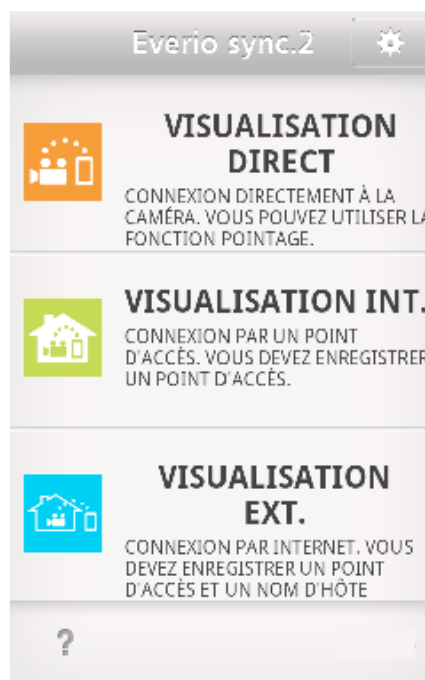 Everio sync.2
VISUALISATION
DIRECT
CONNEXION DIRECTEMENT À LA
CAMÉRA. VOUS POUVEZ UTILISER LA
FONCTION POINTAGE.
VISUALISATION INT.
CONNEXION PAR UN POINT
D'ACCÈS. VOUS DEVEZ ENREGISTRER
UN POINT D'ACCÈS.
VISUALISATION
EXT.
CONNEXION PAR INTERNET. VOUS
DEVEZ ENREGISTRER UN POINT
D'ACCÈS ET UN NOM D'HÔTE
?